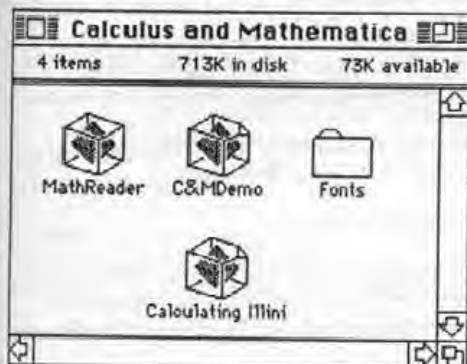 Calculus and Mathematica
4 items 713K in disk 73K available
MathReader C&MDemo Fonts
Calculating Illini